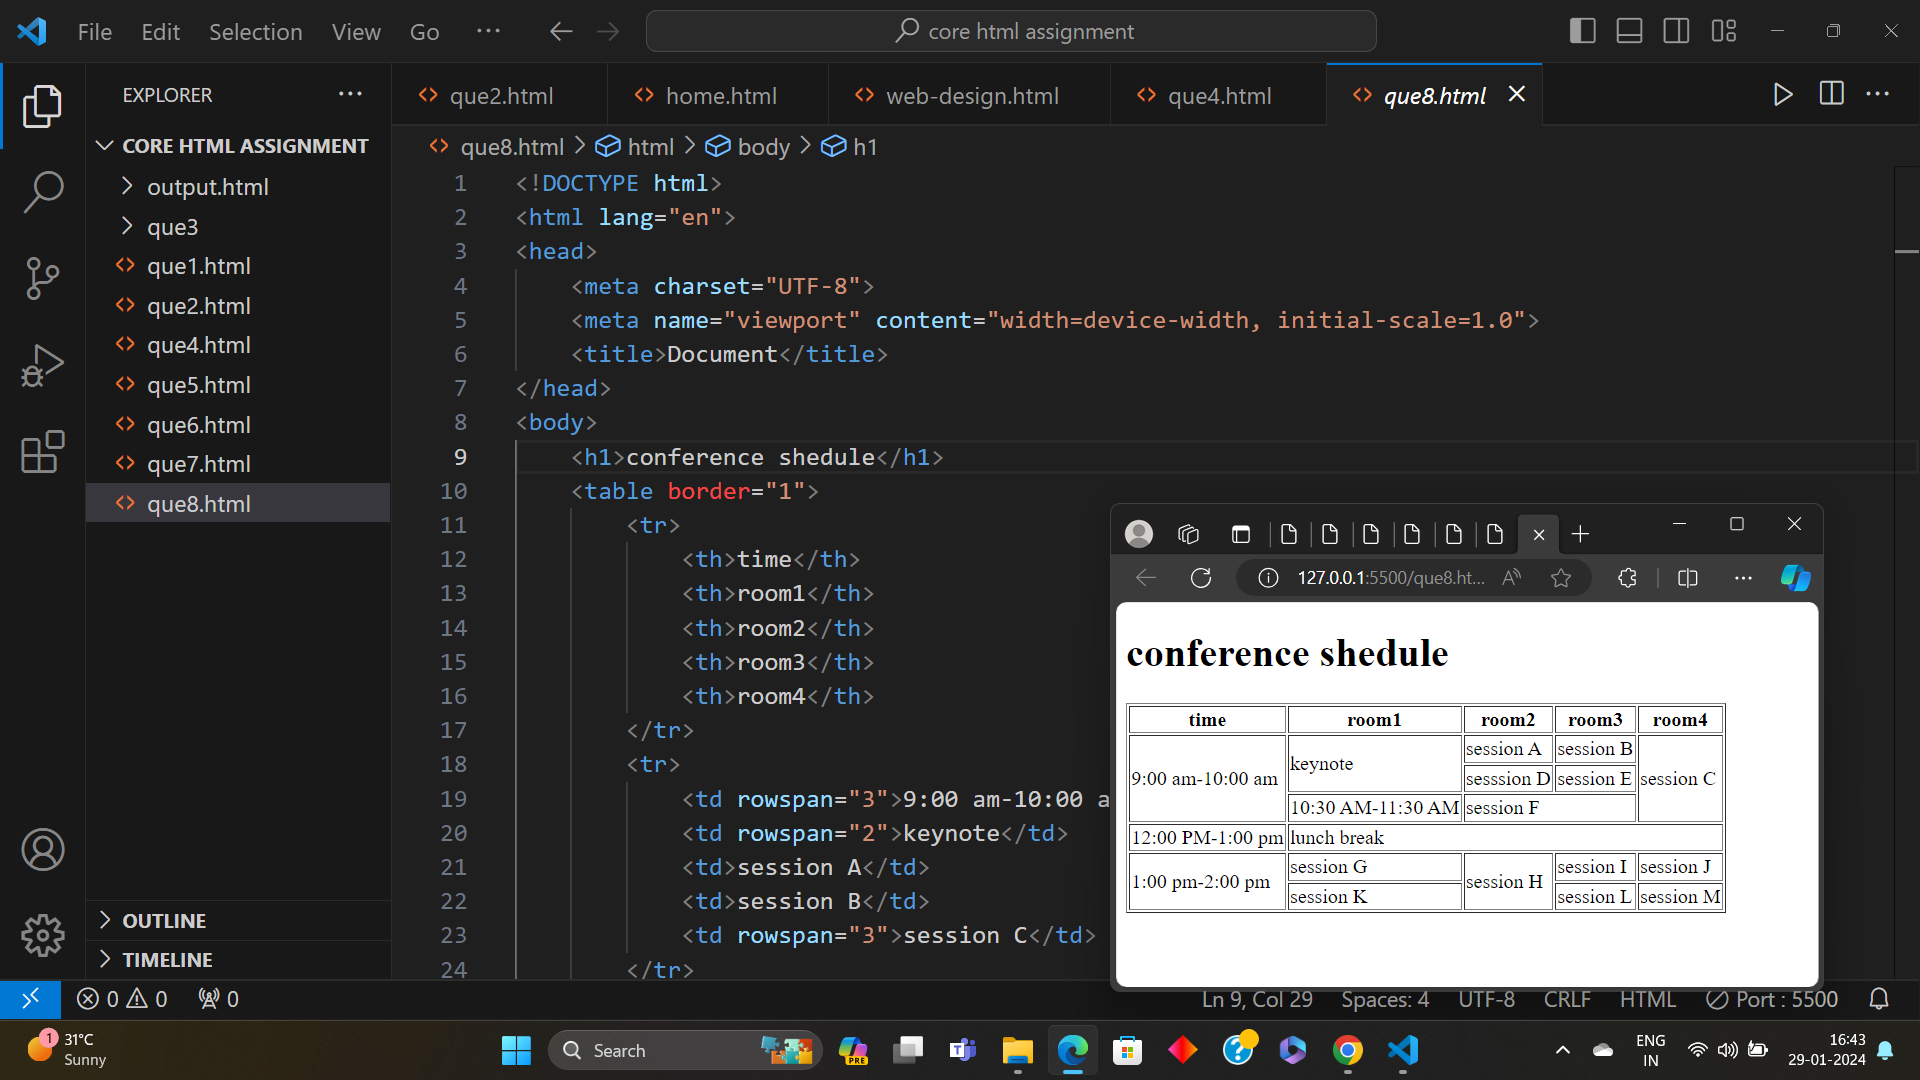 File Edit Selection View Go ··· core html assignment
EXPLORER ···
que2.html home.html web-design.html que4.html que8.html
CORE HTML ASSIGNMENT
output.html
que3
que1.html
que2.html
que4.html
que5.html
que6.html
que7.html
que8.html
OUTLINE
TIMELINE
que8.html > html > body > h1
1 <!DOCTYPE html>
2 <html lang="en">
3 <head>
4 <meta charset="UTF-8">
5 <meta name="viewport" content="width=device-width, initial-scale=1.0">
6 <title>Document</title>
7 </head>
8 <body>
9 <h1>conference shedule</h1>
10 <table border="1">
11 <tr>
12 <th>time</th>
13 <th>room1</th>
14 <th>room2</th>
15 <th>room3</th>
16 <th>room4</th>
17 </tr>
18 <tr>
19 <td rowspan="3">9:00 am-10:00 a
20 <td rowspan="2">keynote</td>
21 <td>session A</td>
22 <td>session B</td>
23 <td rowspan="3">session C</td>
24 </tr>
127.0.0.1:5500/que8.ht...
conference shedule
time room1 room2 room3 room4
9:00 am-10:00 am keynote session A session B session C
sesssion D session E
10:30 AM-11:30 AM session F
12:00 PM-1:00 pm lunch break
1:00 pm-2:00 pm session G session H session I session J
session K session L session M
0 0 0 Ln 9, Col 29 Spaces: 4 UTF-8 CRLF HTML Port : 5500
1 31°C
Sunny
Search
PRE
ENG
IN
16:43
29-01-2024